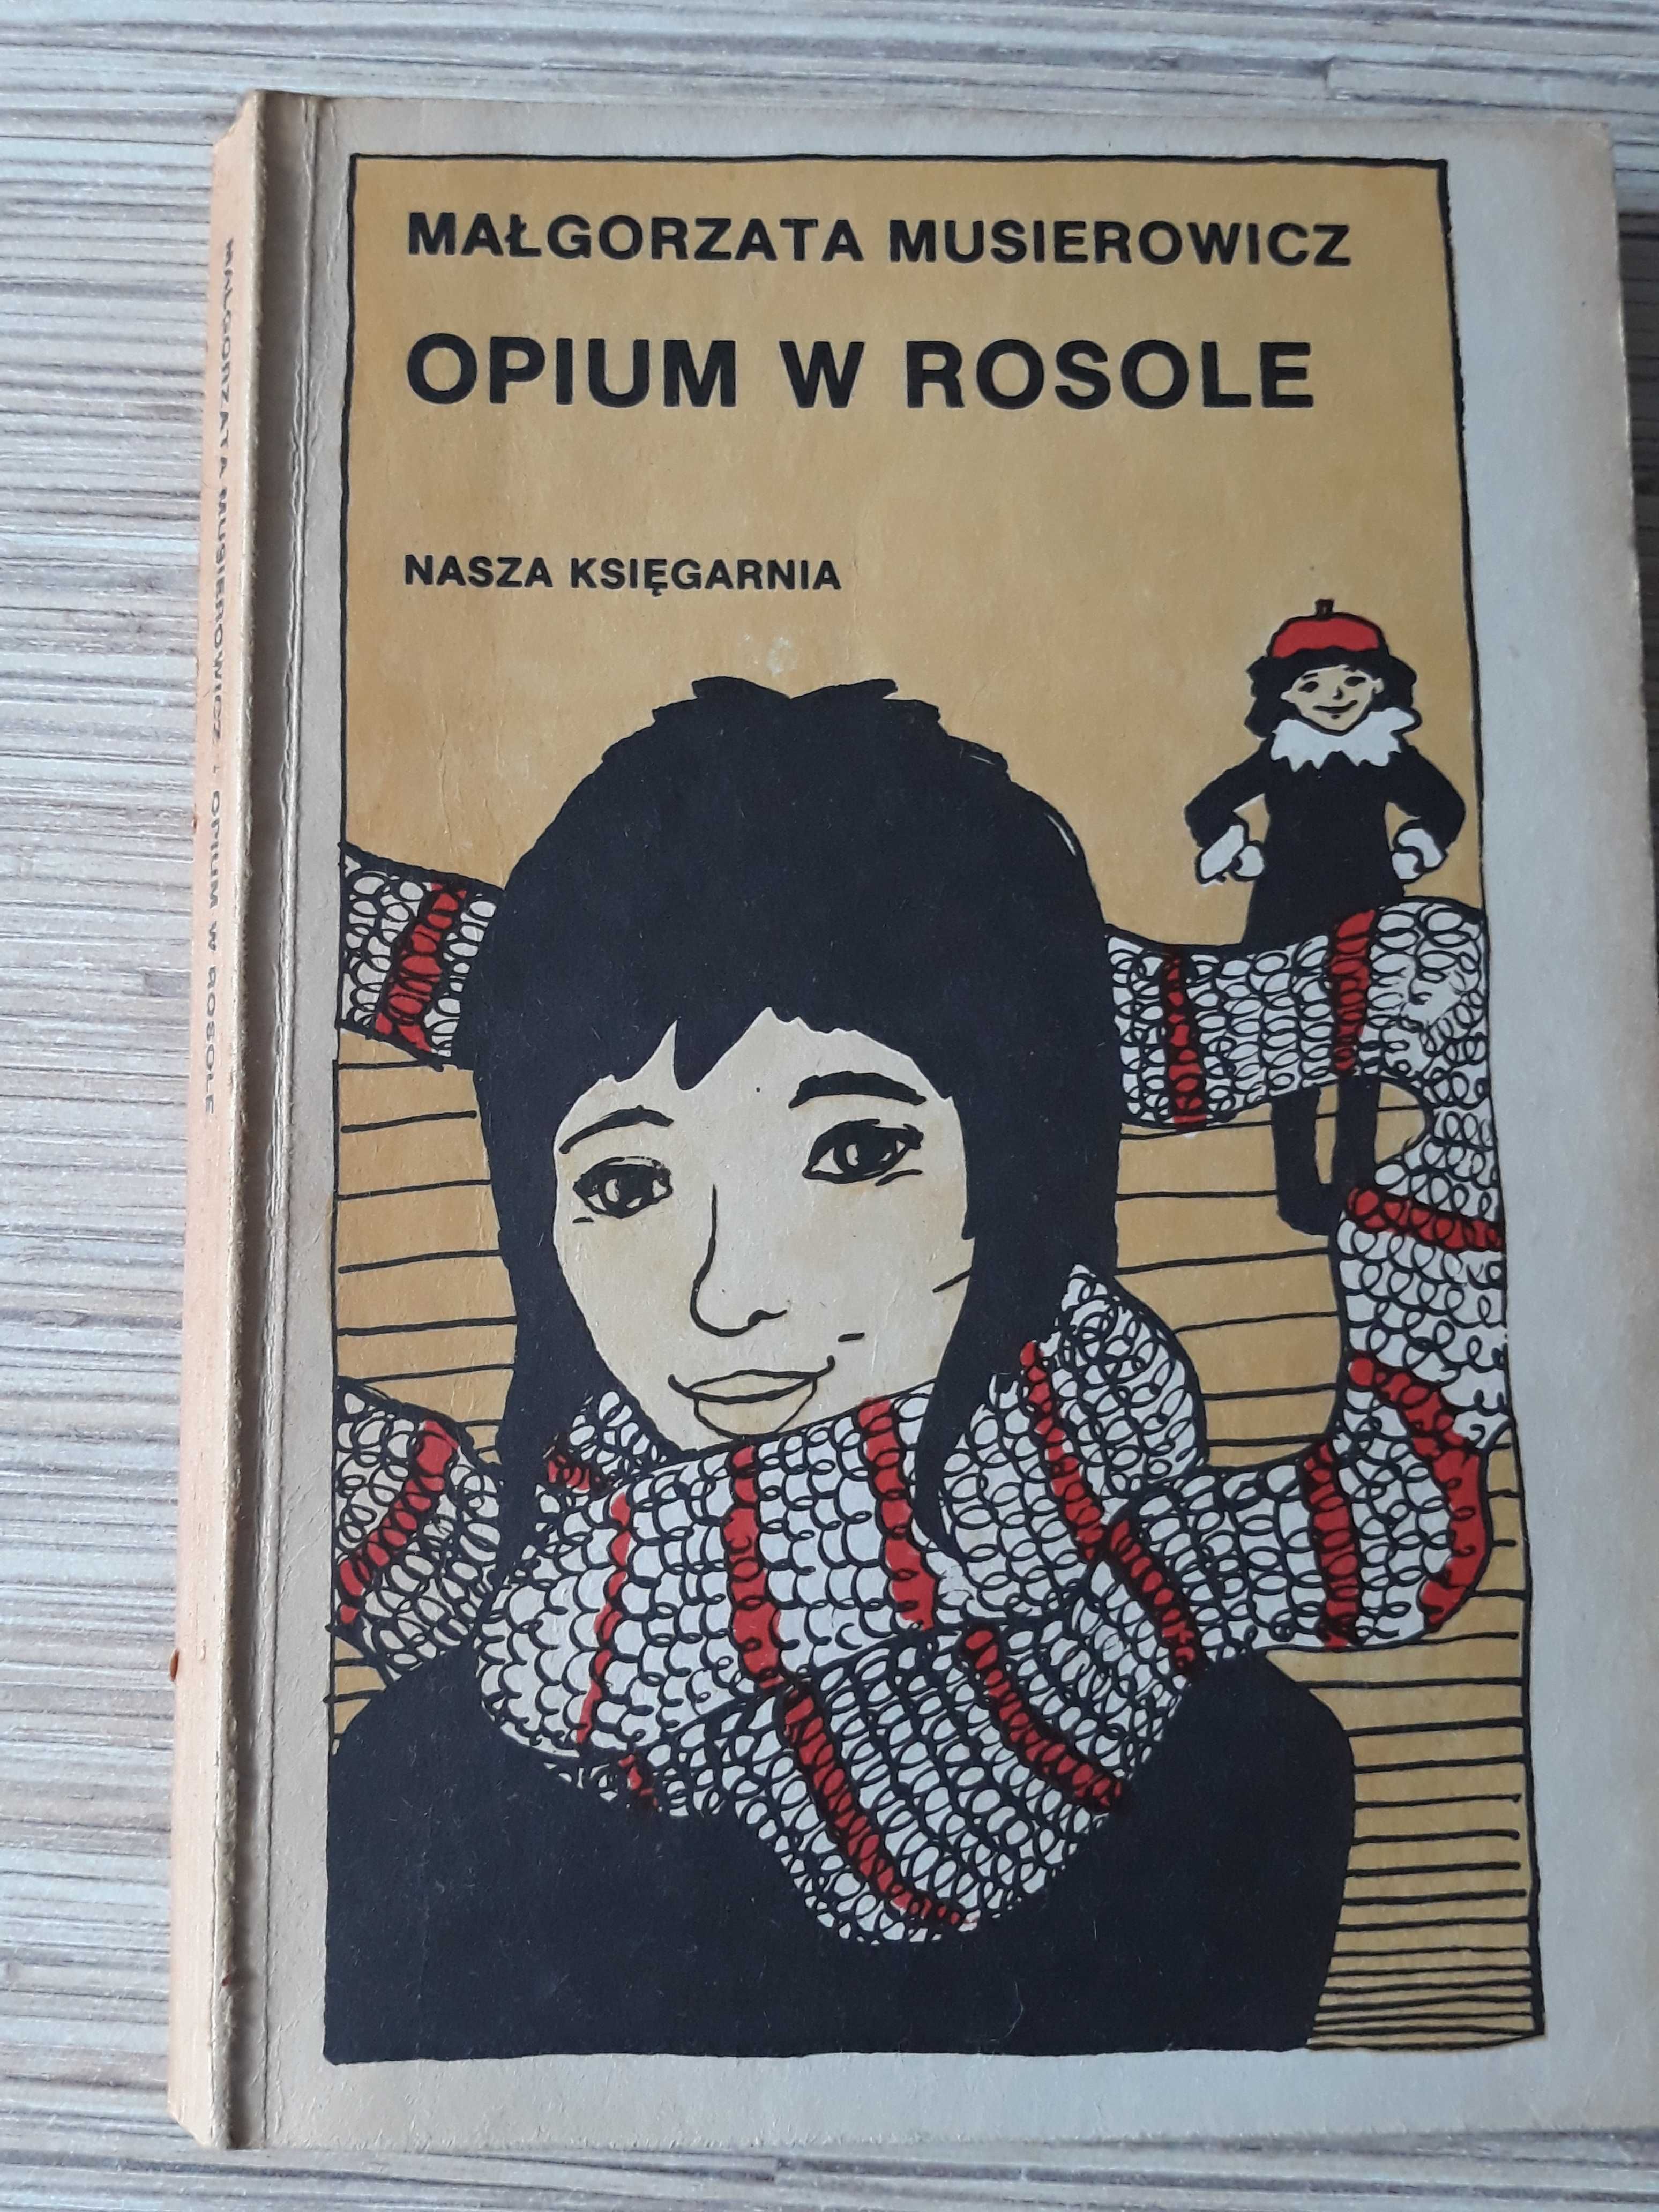 MAŁGORZATA MUSIEROWICZ
OPIUM W ROSOLE
NASZA KSIĘGARNIA
MAŁGORZATA MUSIEROWICZ · OPIUM W ROSOLE